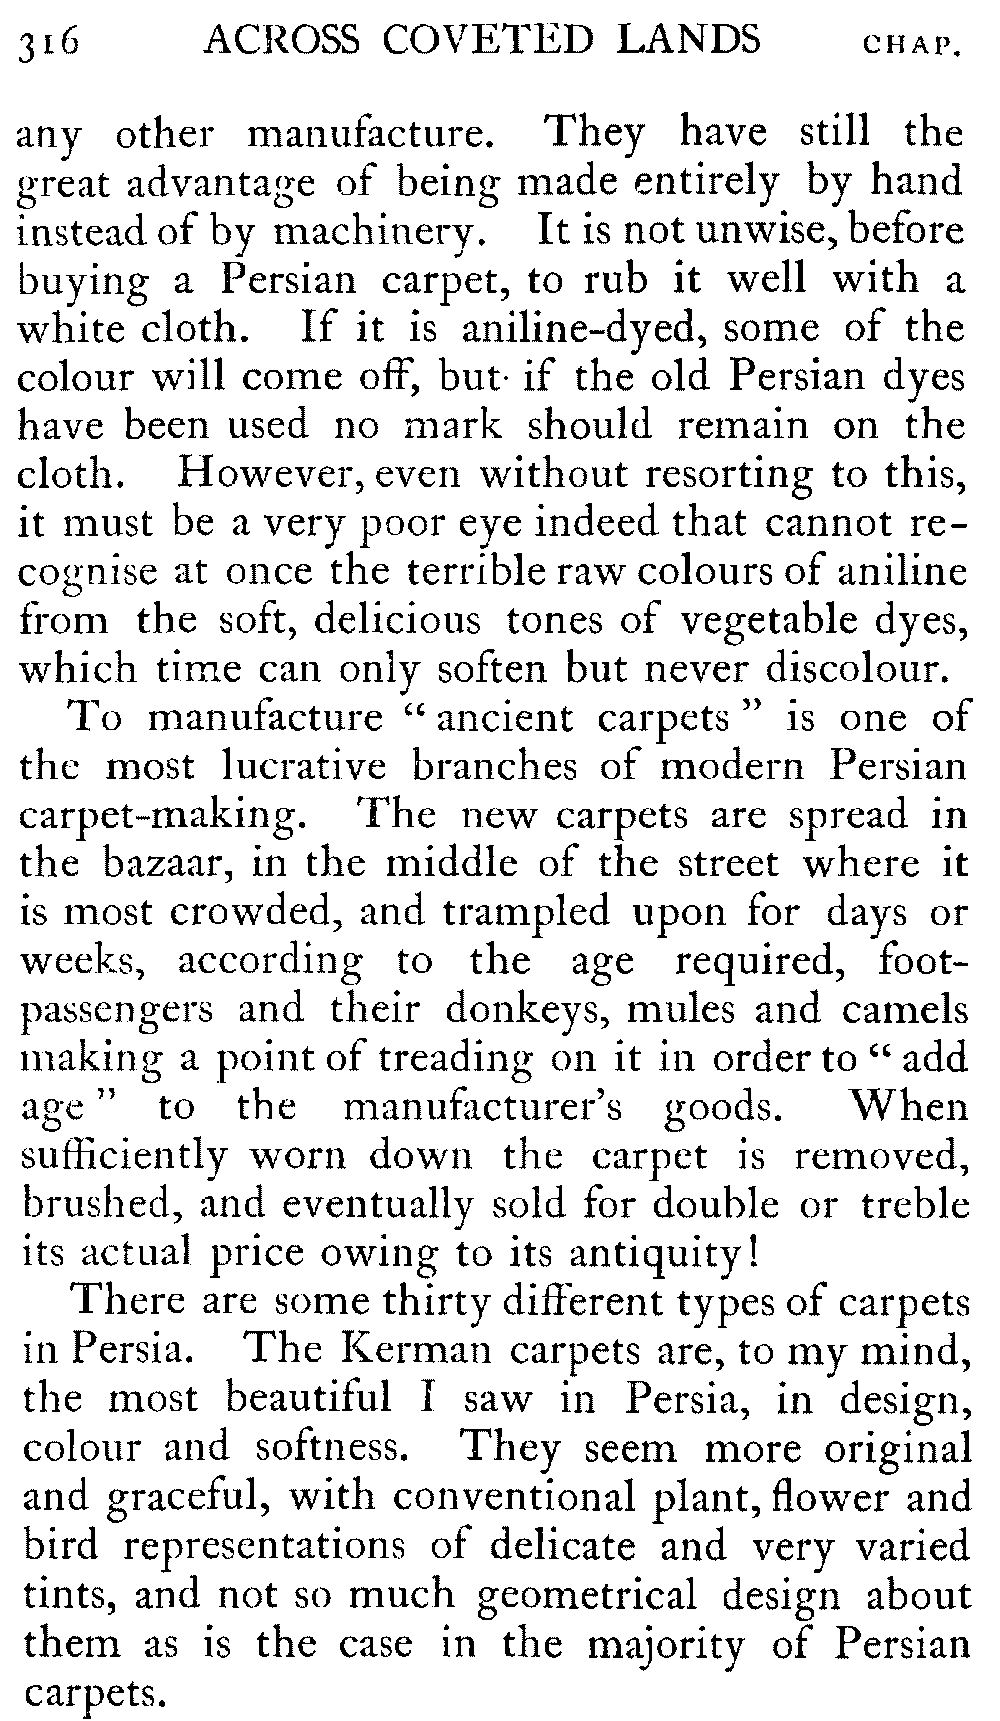 316 ACROSS COVETED LANDS CHAP.
any other manufacture. They have still the
great advantage of being made entirely by hand
instead of by machinery. It is not unwise, before
buying a Persian carpet, to rub it well with a
white cloth. If it is aniline-dyed, some of the
colour will come off, but if the old Persian dyes
have been used no mark should remain on the
cloth. However, even without resorting to this,
it must be a very poor eye indeed that cannot re-
cognise at once the terrible raw colours of aniline
from the soft, delicious tones of vegetable dyes,
which time can only soften but never discolour.
To manufacture “ ancient carpets ” is one of
the most lucrative branches of modern Persian
carpet-making. The new carpets are spread in
the bazaar, in the middle of the street where it
is most crowded, and trampled upon for days or
weeks, according to the age required, foot-
passengers and their donkeys, mules and camels
making a point of treading on it in order to “ add
age ” to the manufacturer’s goods. When
sufficiently worn down the carpet is removed,
brushed, and eventually sold for double or treble
its actual price owing to its antiquity!
There are some thirty different types of carpets
in Persia. The Kerman carpets are, to my mind,
the most beautiful I saw in Persia, in design,
colour and softness. They seem more original
and graceful, with conventional plant, flower and
bird representations of delicate and very varied
tints, and not so much geometrical design about
them as is the case in the majority of Persian
carpets.